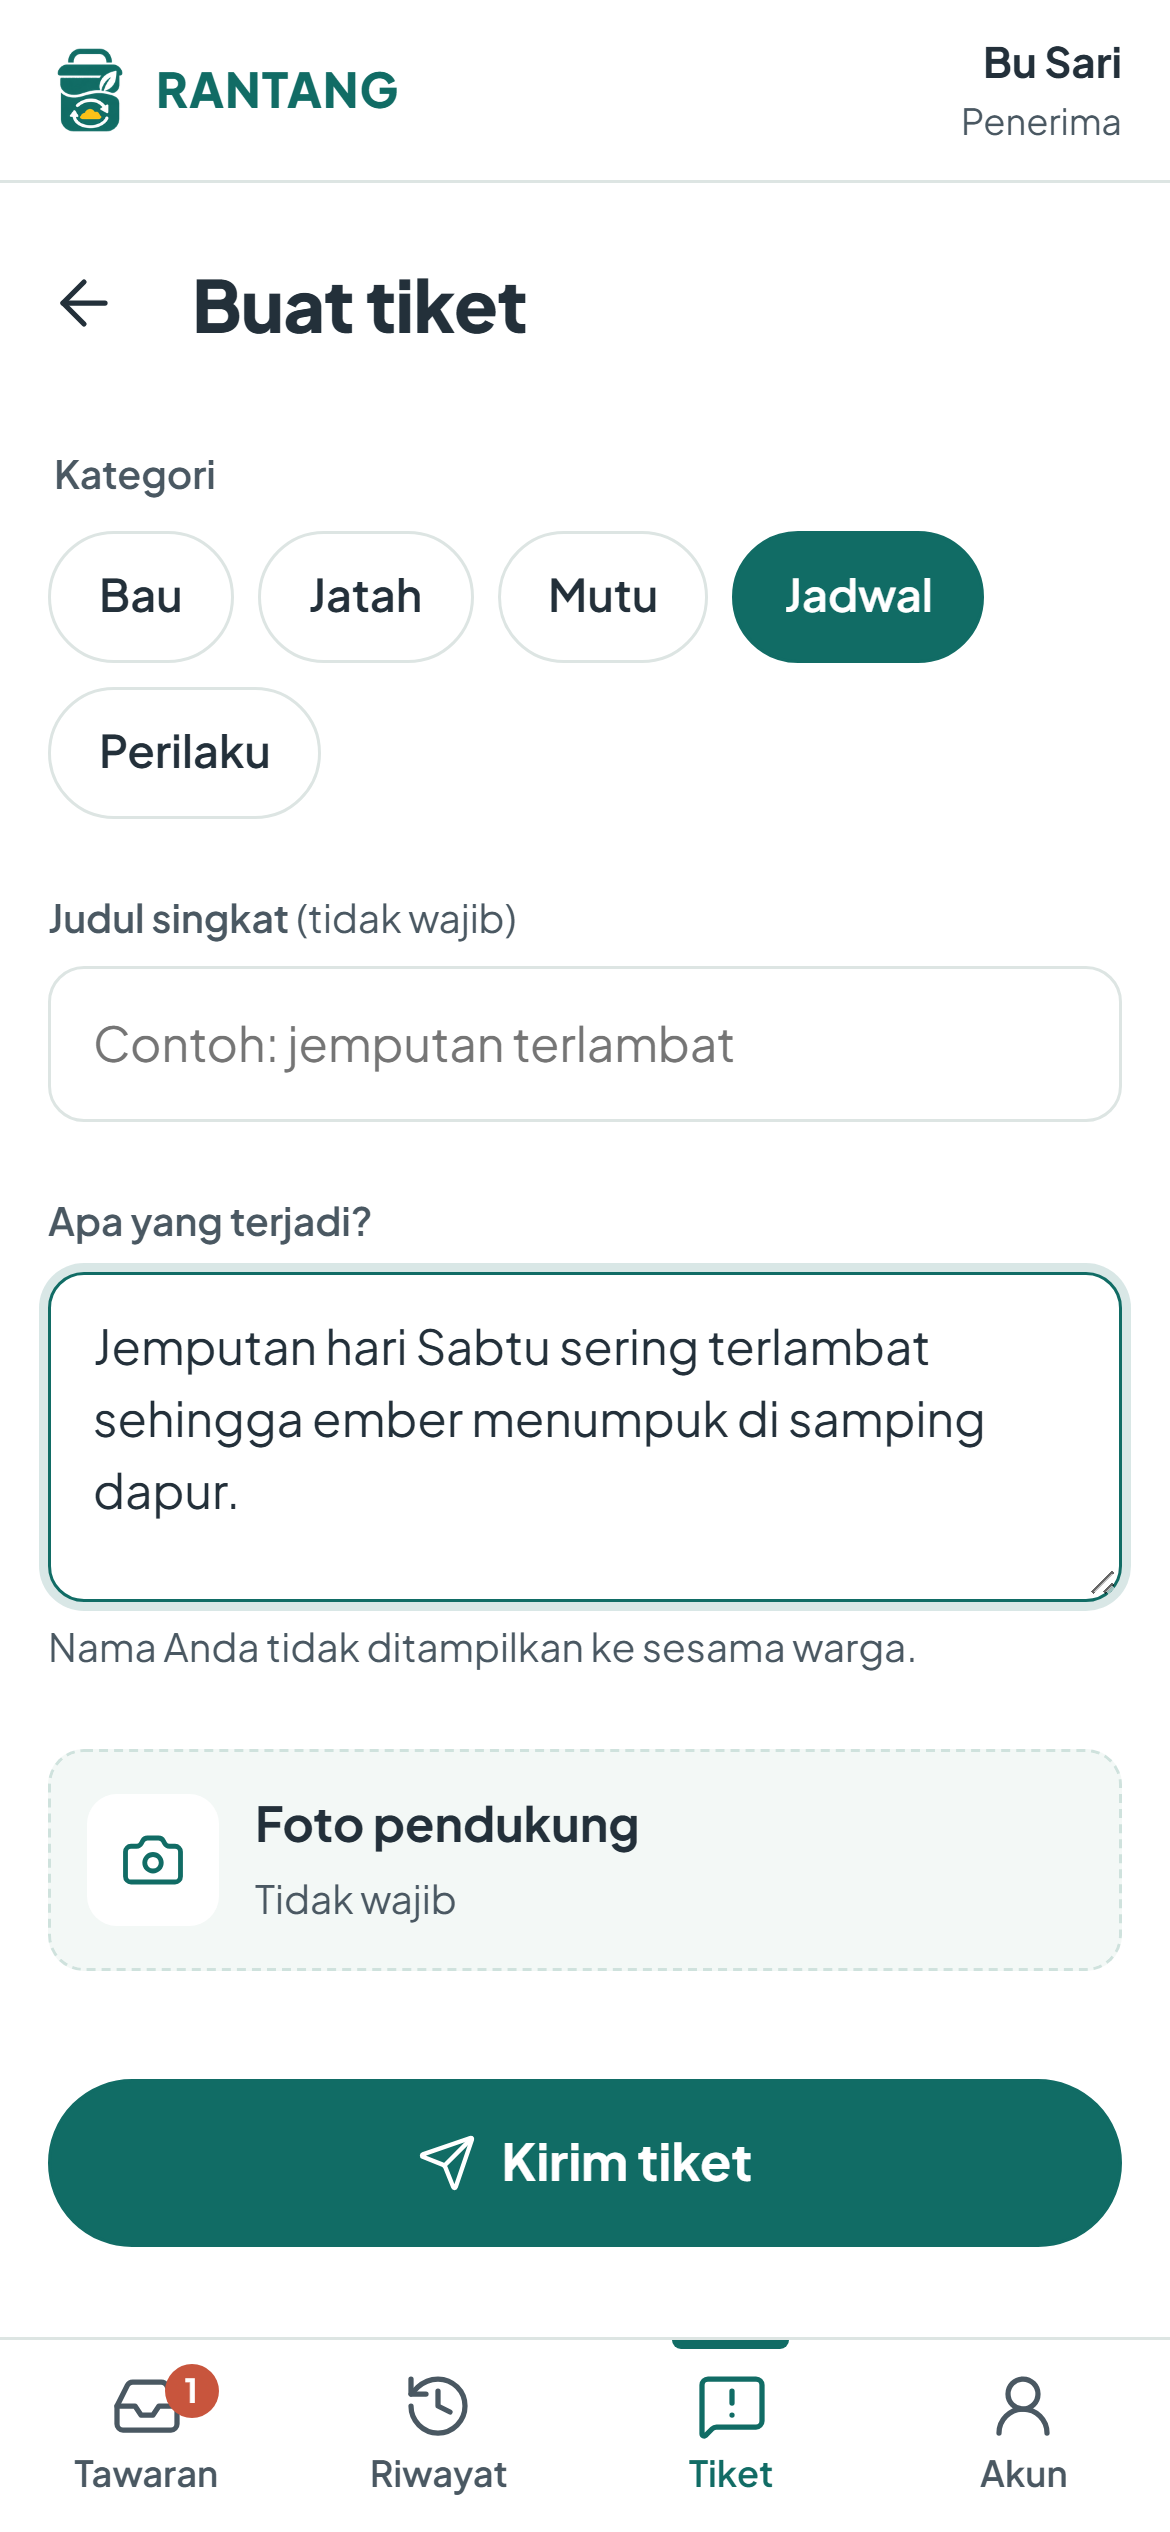 RANTANG
Bu Sari
Penerima
Buat tiket
Kategori
Bau
Jatah
Mutu
Jadwal
Perilaku
Judul singkat (tidak wajib)
Contoh: jemputan terlambat
Apa yang terjadi?
Jemputan hari Sabtu sering terlambat
sehingga ember menumpuk di samping
dapur.
Nama Anda tidak ditampilkan ke sesama warga.
Foto pendukung
Tidak wajib
Kirim tiket
1
Tawaran
Riwayat
Tiket
Akun